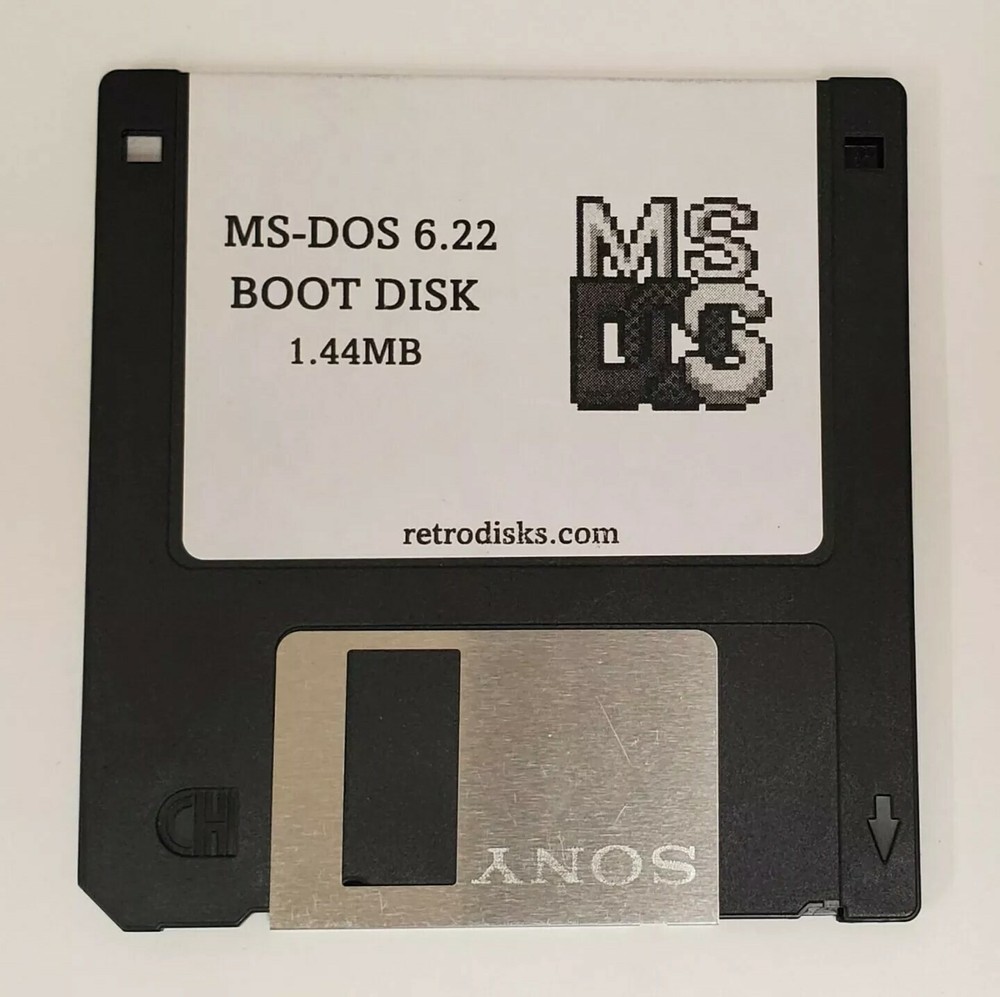 MS-DOS 6.22
BOOT DISK
1.44MB
MS
DOS
retrodisks.com
HD
SONY